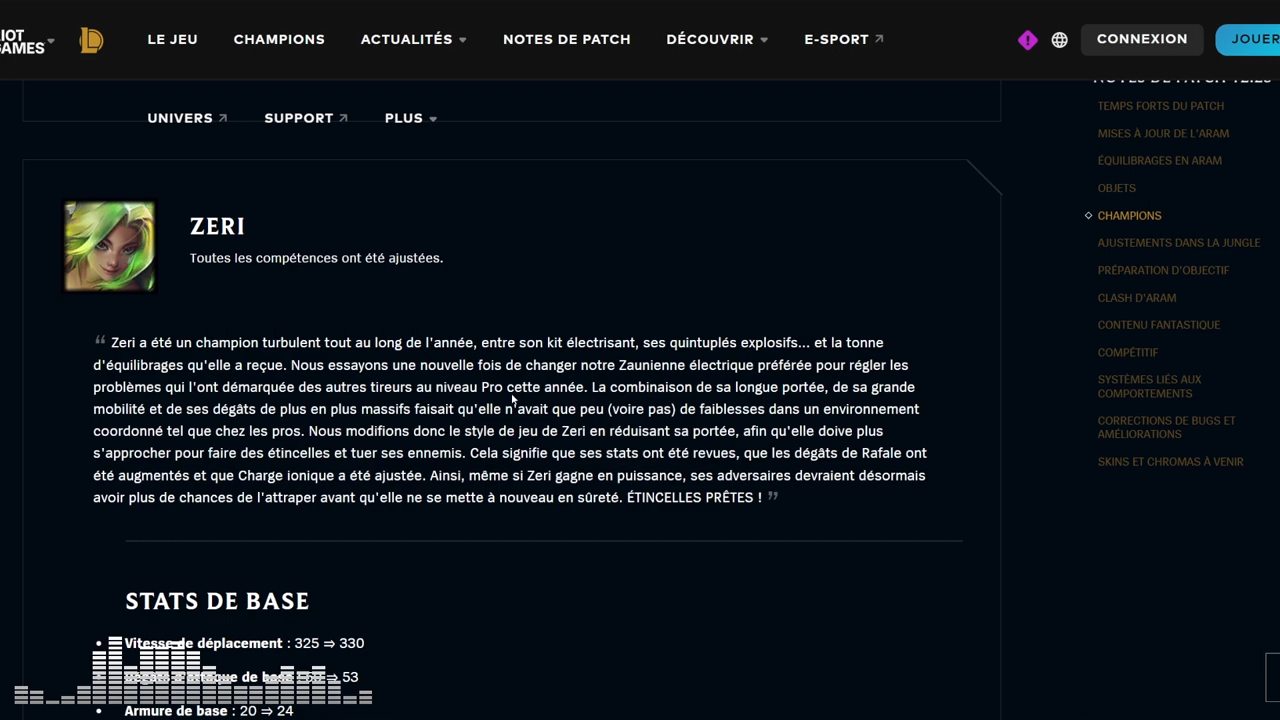 IOT
GAMES
LE JEU
CHAMPIONS
ACTUALITÉS
NOTES DE PATCH
DÉCOUVRIR
E-SPORT
CONNEXION
JOUER
UNIVERS
SUPPORT
PLUS
ZERI
Toutes les compétences ont été ajustées.
“ Zeri a été un champion turbulent tout au long de l'année, entre son kit électrisant, ses quintuplés explosifs... et la tonne
d'équilibrages qu'elle a reçue. Nous essayons une nouvelle fois de changer notre Zaunienne électrique préférée pour régler les
problèmes qui l'ont démarquée des autres tireurs au niveau Pro cette année. La combinaison de sa longue portée, de sa grande
mobilité et de ses dégâts de plus en plus massifs faisait qu'elle n'avait que peu (voire pas) de faiblesses dans un environnement
coordonné tel que chez les pros. Nous modifions donc le style de jeu de Zeri en réduisant sa portée, afin qu'elle doive plus
s'approcher pour faire des étincelles et tuer ses ennemis. Cela signifie que ses stats ont été revues, que les dégâts de Rafale ont
été augmentés et que Charge ionique a été ajustée. Ainsi, même si Zeri gagne en puissance, ses adversaires devraient désormais
avoir plus de chances de l'attraper avant qu'elle ne se mette à nouveau en sûreté. ÉTINCELLES PRÊTES ! ”
STATS DE BASE
• Vitesse de déplacement : 325 ⇒ 330
• Dégâts d'attaque de base : 50 ⇒ 53
• Armure de base : 20 ⇒ 24
NOTES DE PATCH 12.23
TEMPS FORTS DU PATCH
MISES À JOUR DE L'ARAM
ÉQUILIBRAGES EN ARAM
OBJETS
CHAMPIONS
AJUSTEMENTS DANS LA JUNGLE
PRÉPARATION D'OBJECTIF
CLASH D'ARAM
CONTENU FANTASTIQUE
COMPÉTITIF
SYSTÈMES LIÉS AUX
COMPORTEMENTS
CORRECTIONS DE BUGS ET
AMÉLIORATIONS
SKINS ET CHROMAS À VENIR